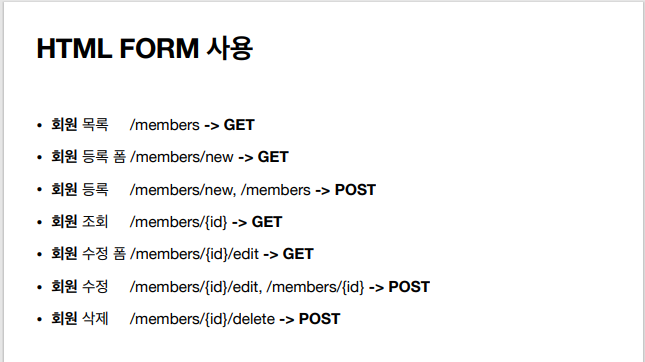 HTML FORM 사용
• 회원 목록 /members -> GET
• 회원 등록 폼 /members/new -> GET
• 회원 등록 /members/new, /members -> POST
• 회원 조회 /members/{id} -> GET
• 회원 수정 폼 /members/{id}/edit -> GET
• 회원 수정 /members/{id}/edit, /members/{id} -> POST
• 회원 삭제 /members/{id}/delete -> POST